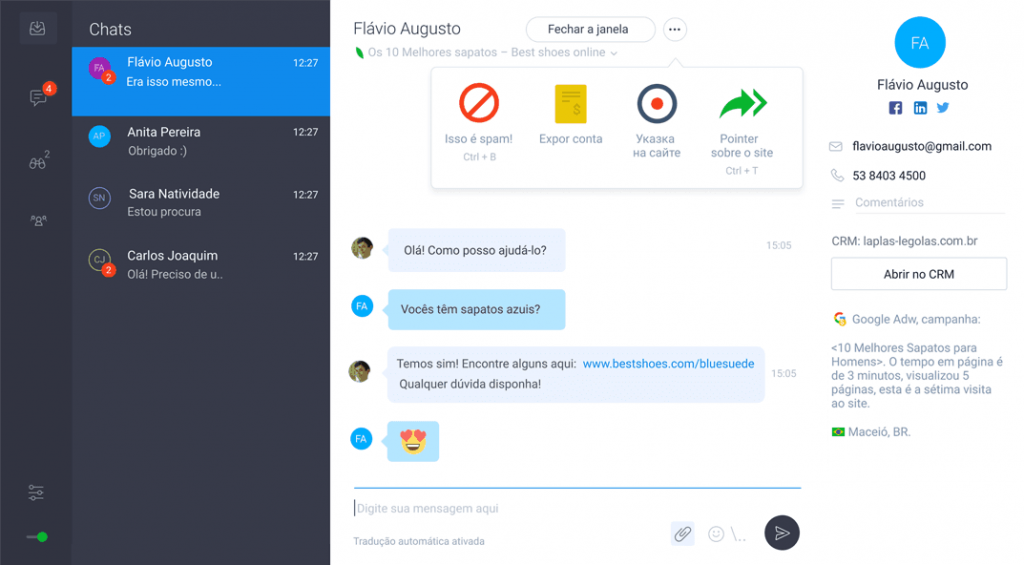 4
2
Chats
FA
2
Flávio Augusto
12:27
Era isso mesmo...
AP
Anita Pereira
12:27
Obrigado :)
SN
Sara Natividade
12:27
Estou procura
CJ
2
Carlos Joaquim
12:27
Olá! Preciso de u..
Flávio Augusto
Fechar a janela
Os 10 Melhores sapatos – Best shoes online
Isso é spam!
Ctrl + B
Expor conta
Указка
на сайте
Pointer
sobre o site
Ctrl + T
Olá! Como posso ajudá-lo?
15:05
FA
Vocês têm sapatos azuis?
Temos sim! Encontre alguns aqui: www.bestshoes.com/bluesuede
Qualquer dúvida disponha!
15:05
FA
Digite sua mensagem aqui
Tradução automática ativada
\..
FA
Flávio Augusto
flavioaugusto@gmail.com
53 8403 4500
Comentários
CRM: laplas-legolas.com.br
Abrir no CRM
Google Adw, campanha:
<10 Melhores Sapatos para
Homens>. O tempo em página é
de 3 minutos, visualizou 5
páginas, esta é a sétima visita
ao site.
Maceió, BR.